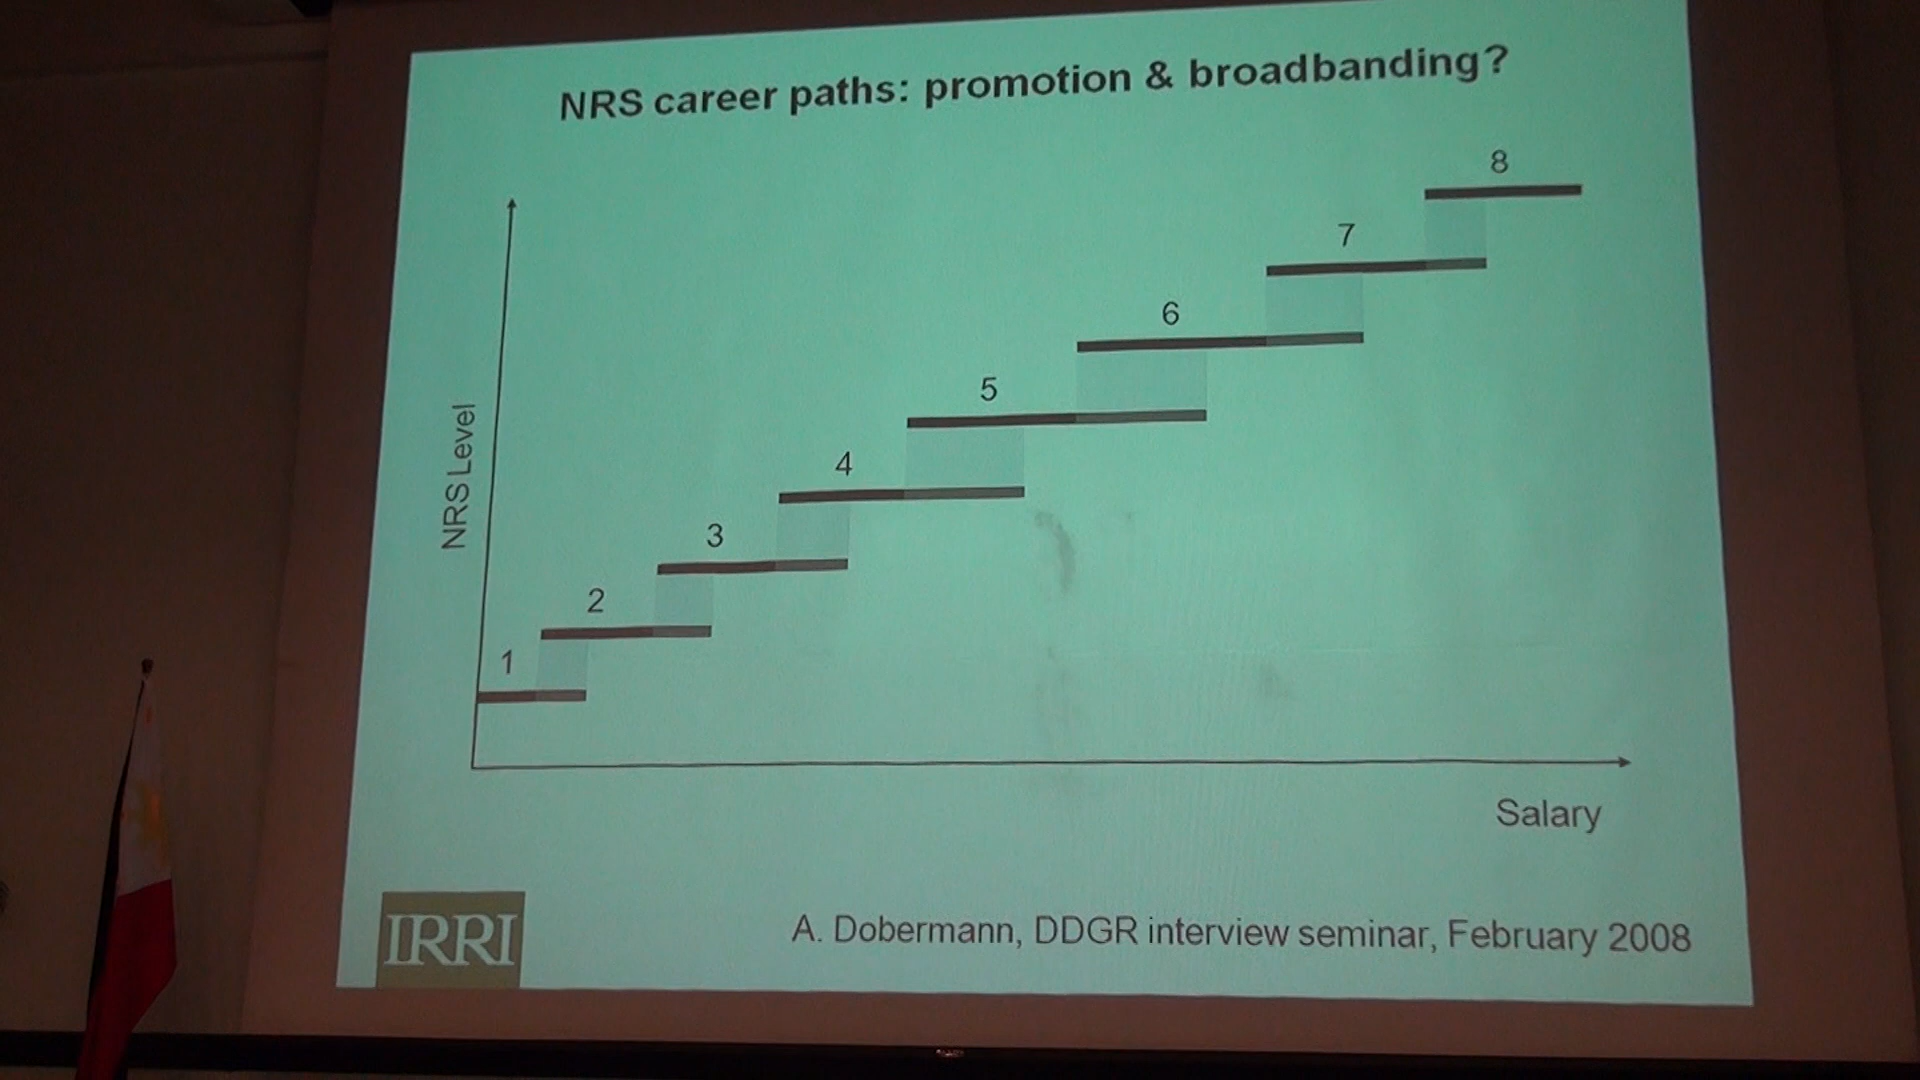 NRS career paths: promotion & broadbanding?
8
7
6
5
4
3
2
1
NRS Level
Salary
IRRI
A. Dobermann, DDGR interview seminar, February 2008